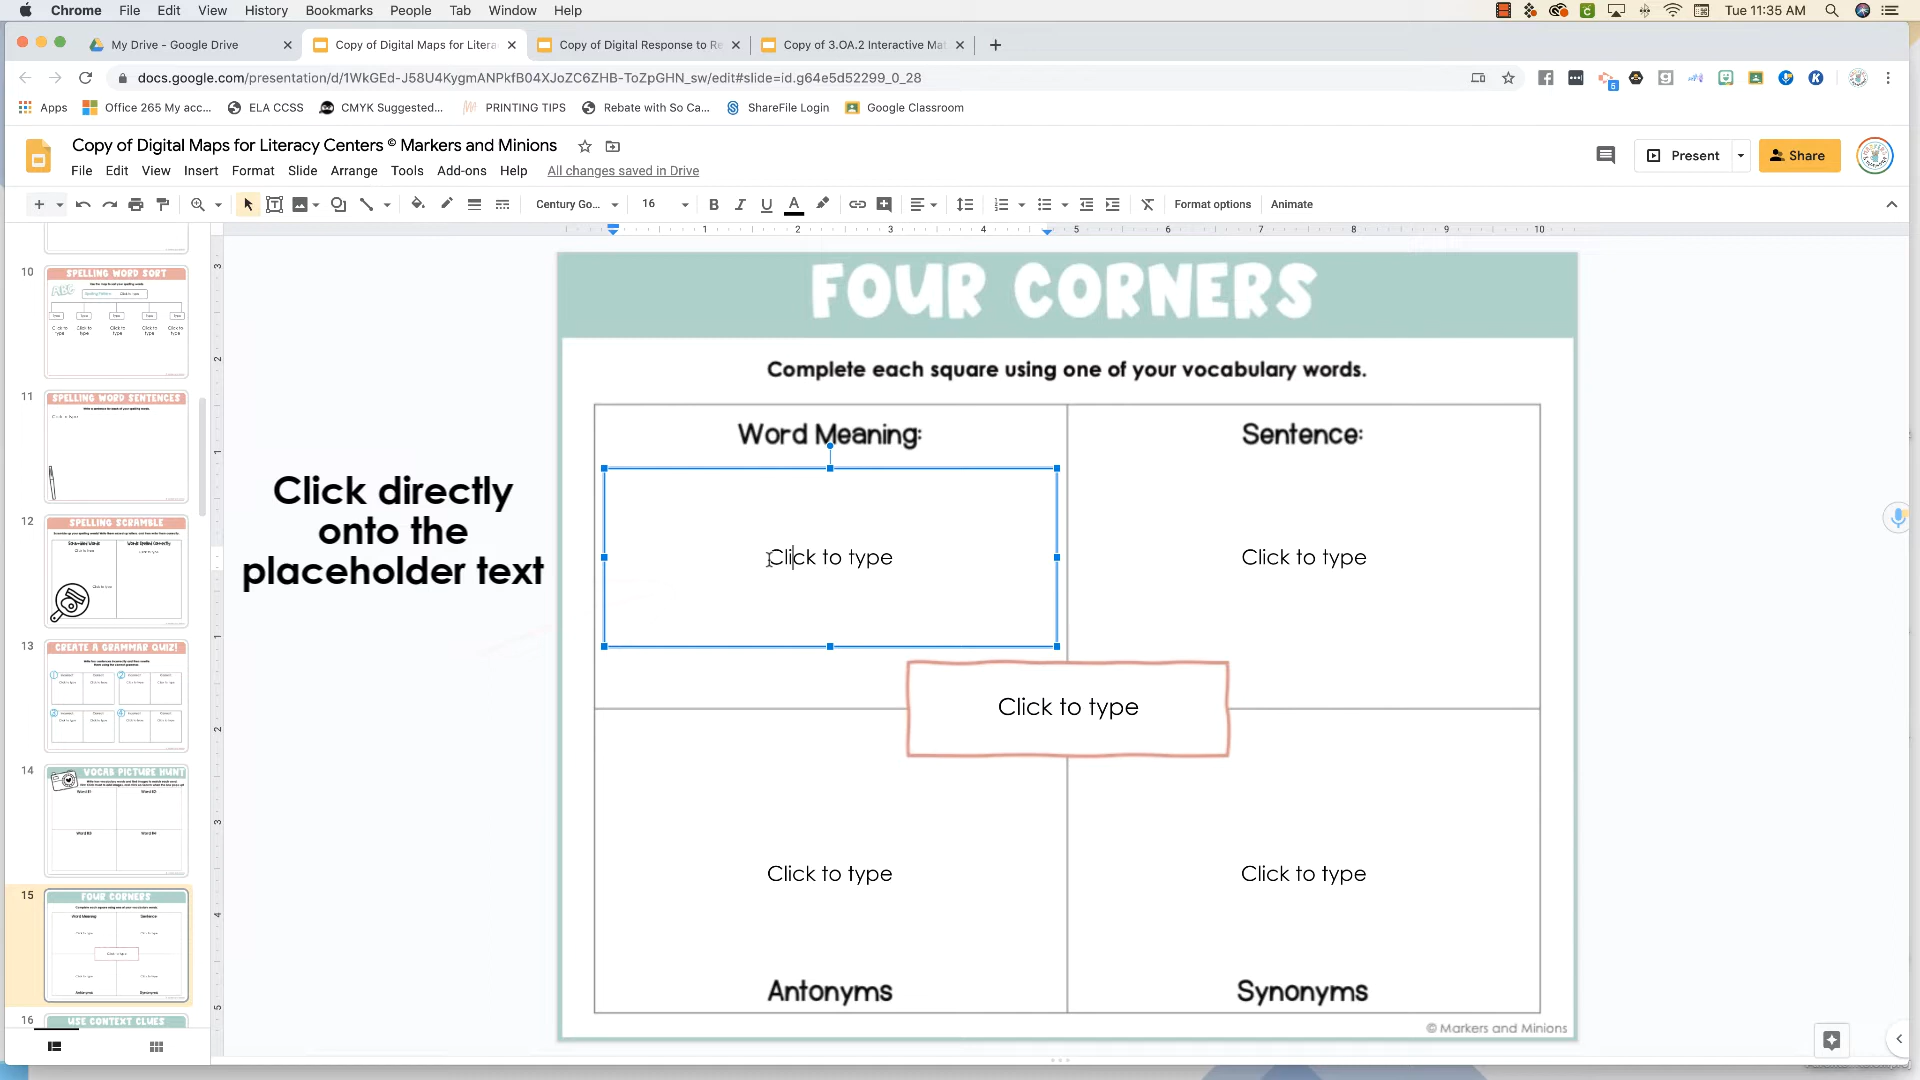 Chrome File Edit View History Bookmarks People Tab Window Help Tue 11:35 AM
My Drive - Google Drive Copy of Digital Maps for Litera Copy of Digital Response to Re Copy of 3.OA.2 Interactive Mat
docs.google.com/presentation/d/1WkGEd-J58U4KygmANPkfB04XJoZC6ZHB-ToZpGHN_sw/edit#slide=id.g64e5d52299_0_28
Apps Office 265 My acc... ELA CCSS CMYK Suggested... PRINTING TIPS Rebate with So Ca... ShareFile Login Google Classroom
Copy of Digital Maps for Literacy Centers © Markers and Minions
Present Share
File Edit View Insert Format Slide Arrange Tools Add-ons Help All changes saved in Drive
Century Go... 16 Format options Animate
10 SPELLING WORD SORT
11 SPELLING WORD SENTENCES
12 SPELLING SCRAMBLE
13 CREATE A GRAMMAR QUIZ!
14 VOCAB PICTURE HUNT
15 FOUR CORNERS
16 USE CONTEXT CLUES
Click directly
onto the
placeholder text
FOUR CORNERS
Complete each square using one of your vocabulary words.
Word Meaning: Sentence:
Click to type Click to type
Click to type
Click to type Click to type
Antonyms Synonyms
© Markers and Minions